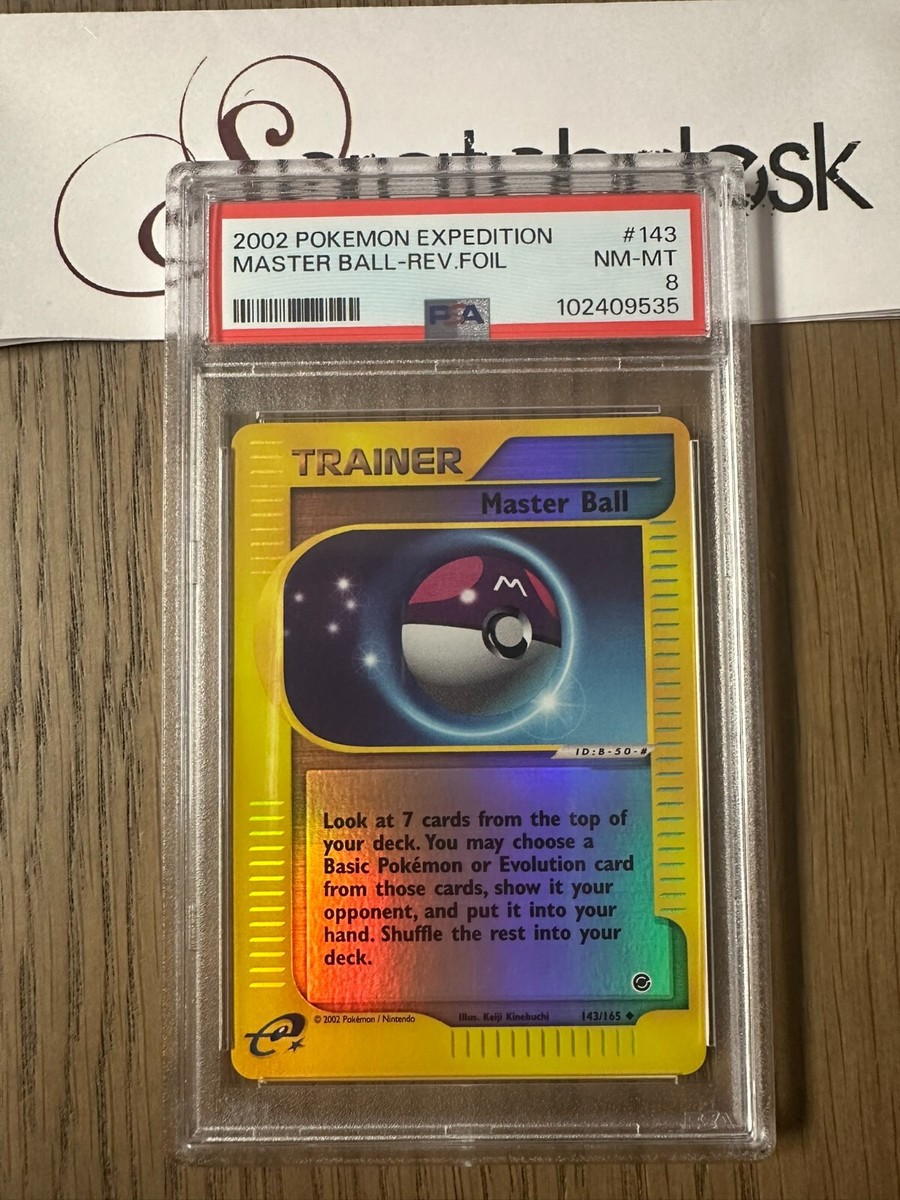 2002 POKEMON EXPEDITION #143
MASTER BALL-REV.FOIL NM-MT
8
PSA 102409535
TRAINER
Master Ball
M
ID:B-50-#
Look at 7 cards from the top of
your deck. You may choose a
Basic Pokémon or Evolution card
from those cards, show it your
opponent, and put it into your
hand. Shuffle the rest into your
deck.
e
© 2002 Pokémon / Nintendo Illus. Keiji Kinebuchi 143/165 ◆